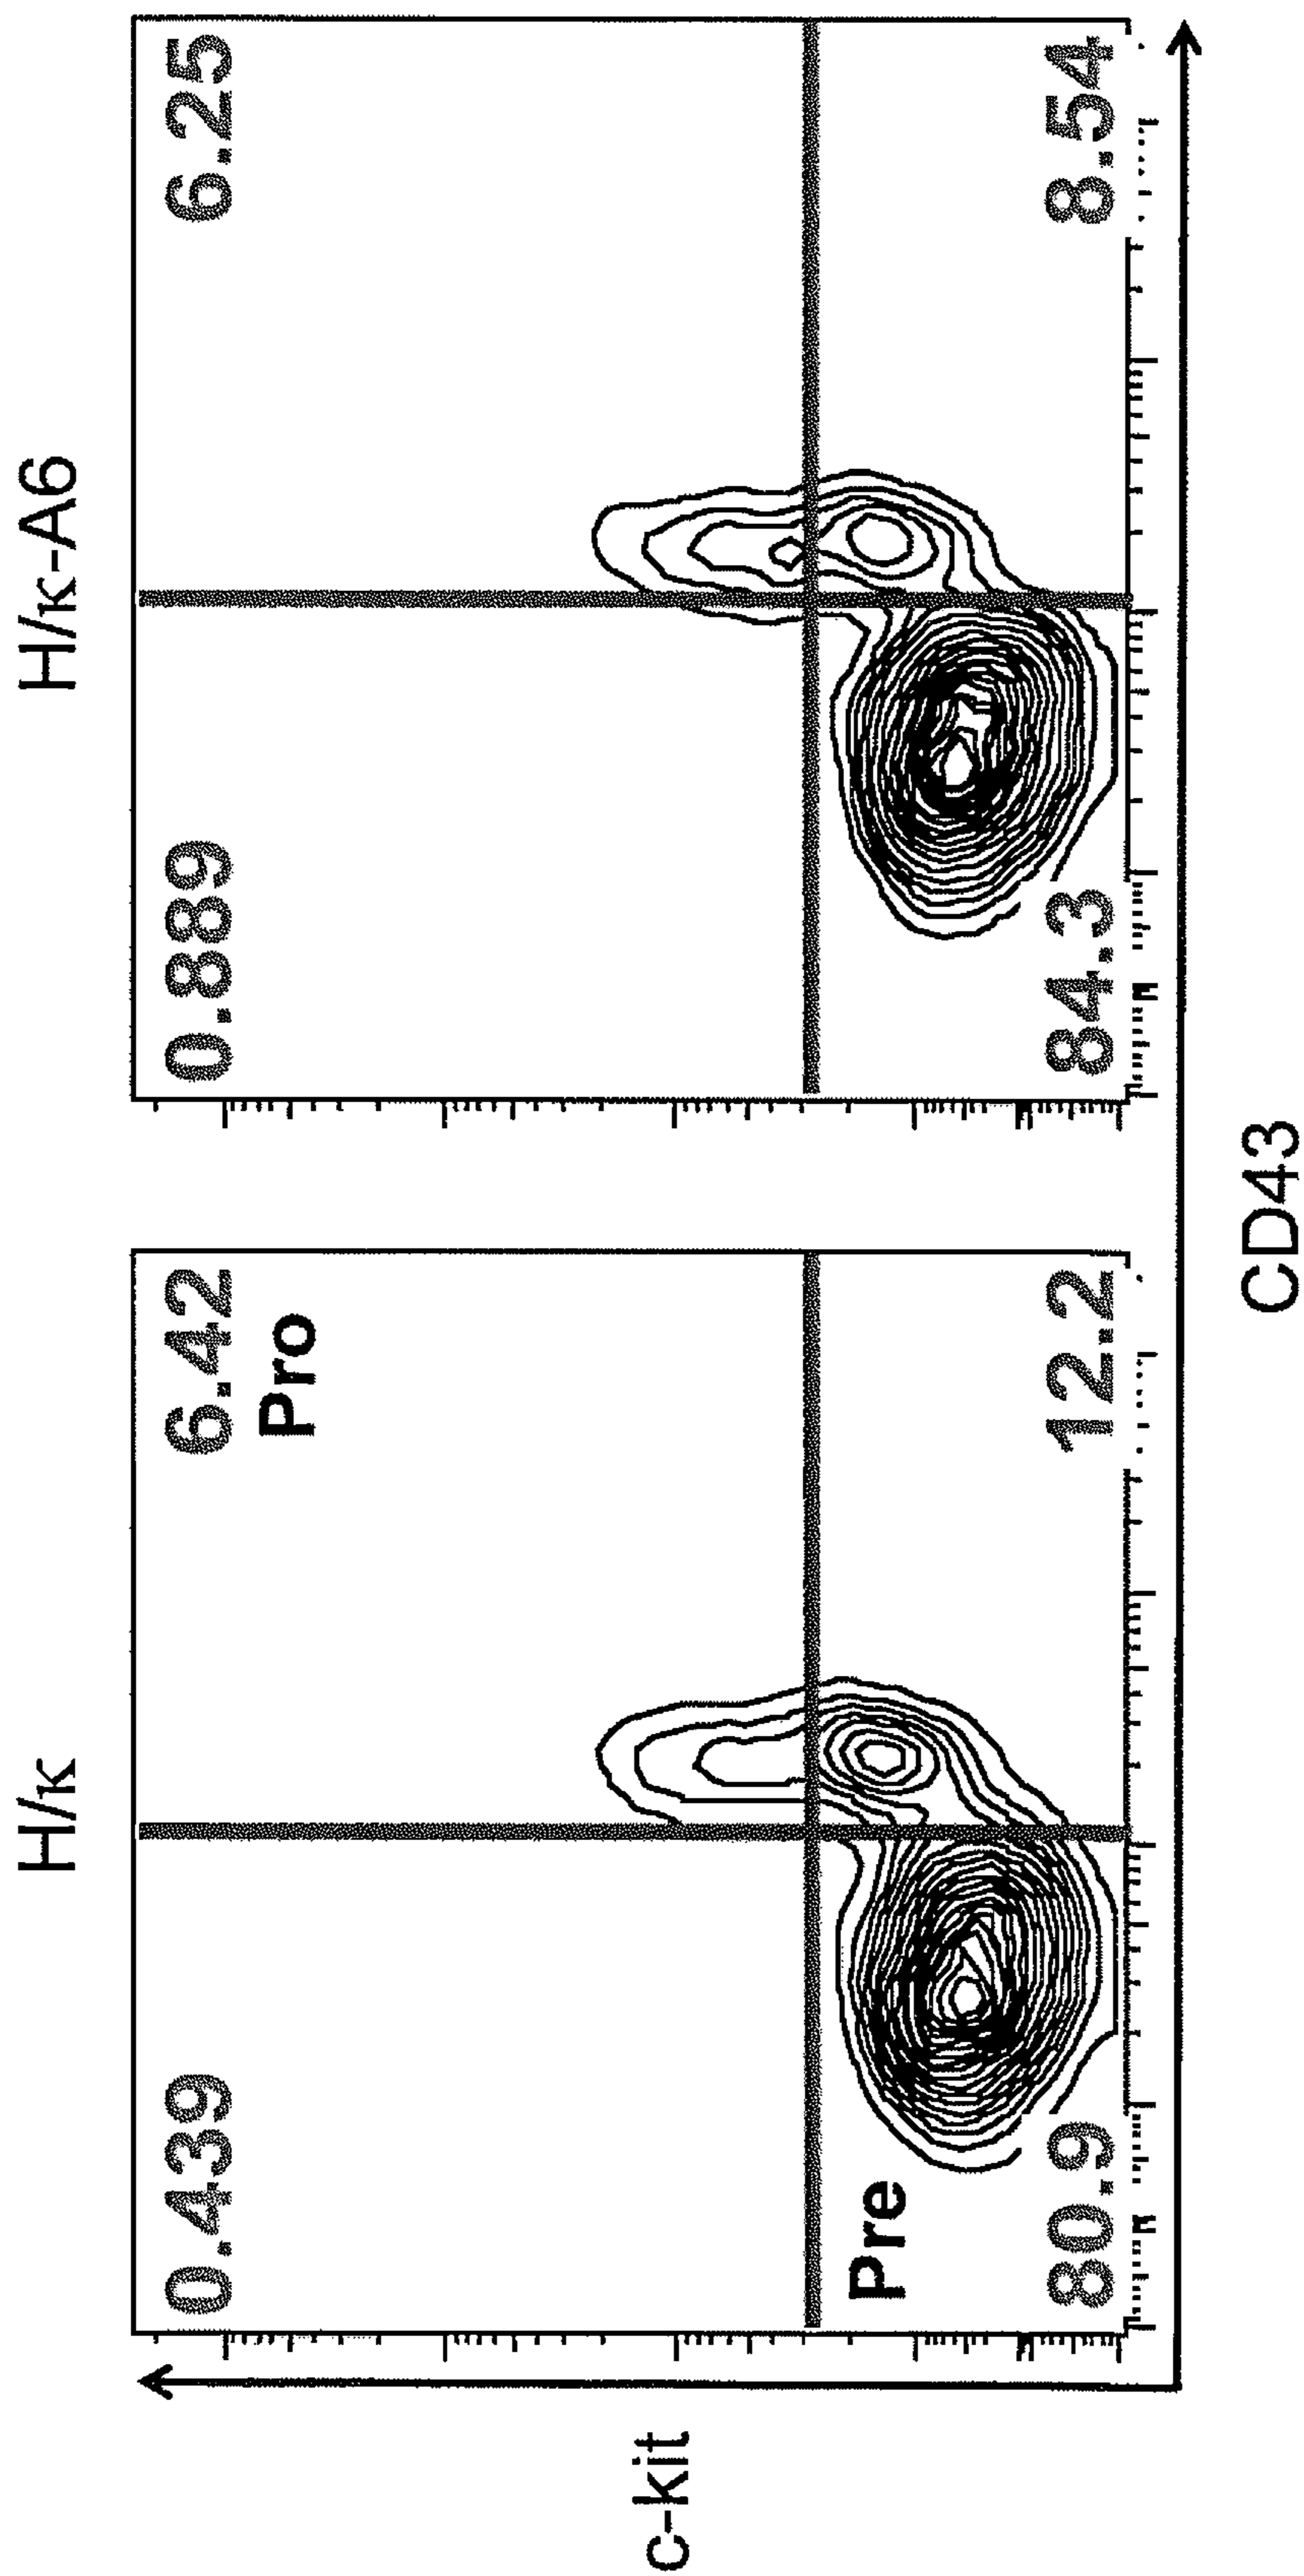 H/κ
H/κ-A6
0.439
6.42
Pro
Pre
80.9
12.2
0.889
6.25
84.3
8.54
c-kit
CD43